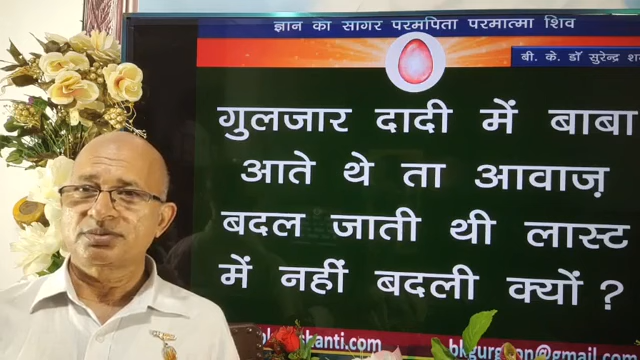 ज्ञान का सागर परमपिता परमात्मा शिव
बी. के. डॉ सुरेन्द्र
गुलजार दादी में बाबा
आते थे ता आवाज़
बदल जाती थी लास्ट
में नहीं बदली क्यों ?